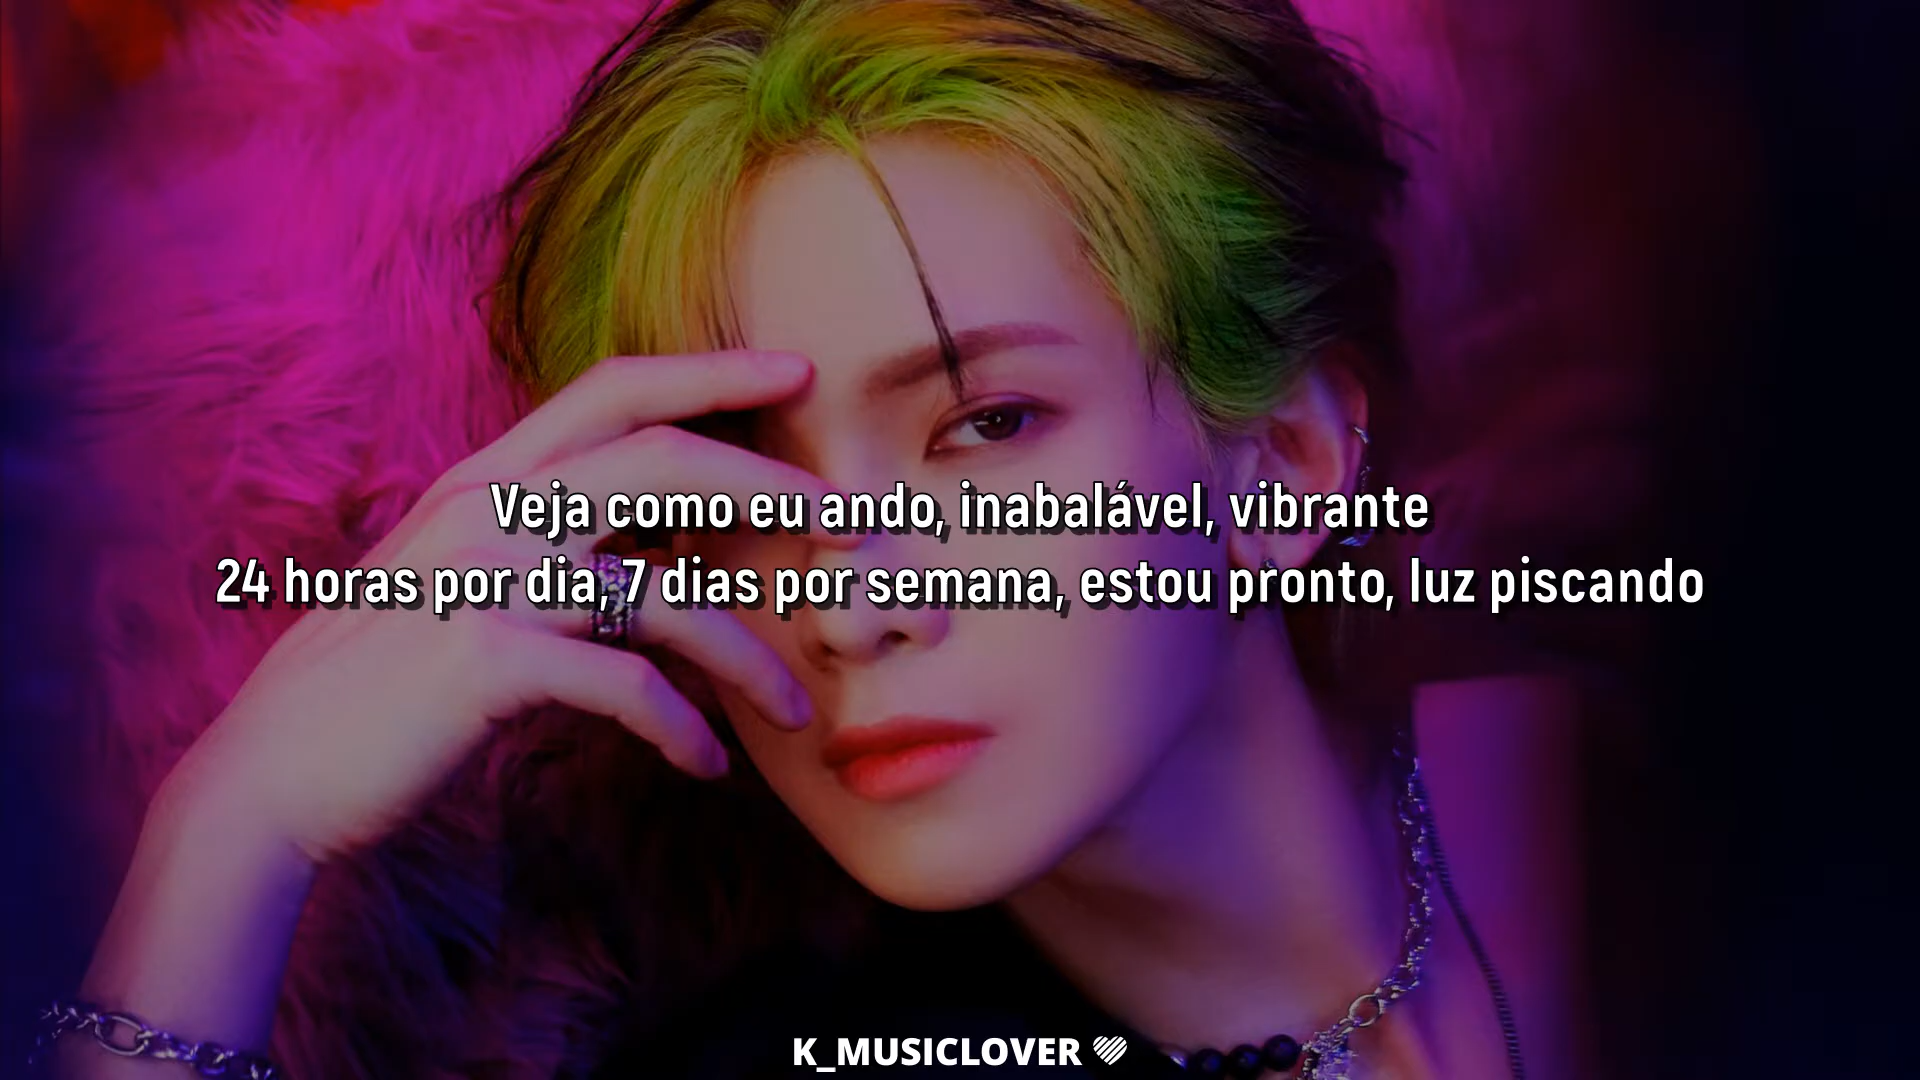 Veja como eu ando, inabalável, vibrante
24 horas por dia, 7 dias por semana, estou pronto, luz piscando
K_MUSICLOVER